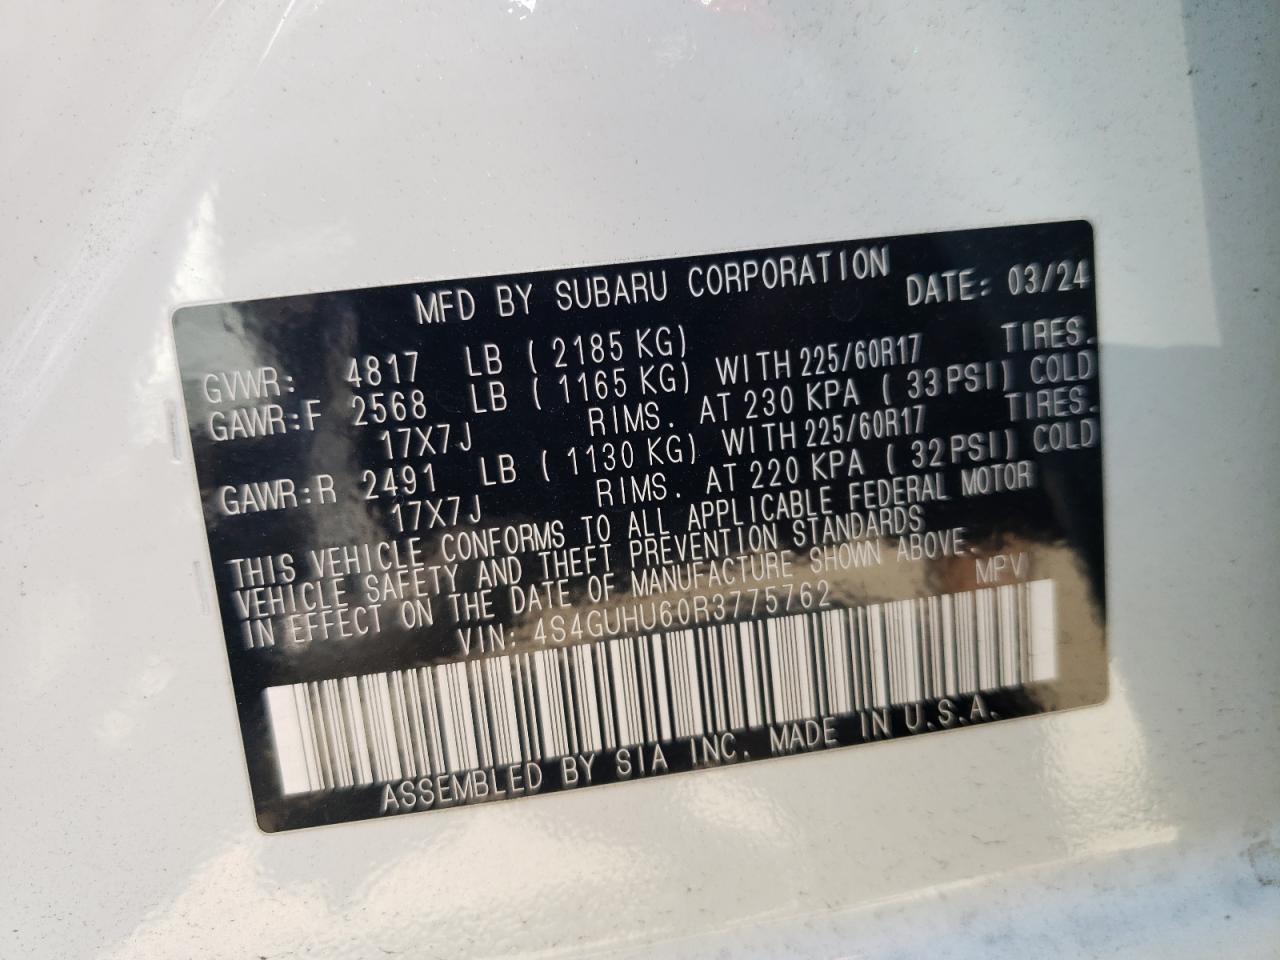 MFD BY SUBARU CORPORATION DATE: 03/24
GVWR: 4817 LB ( 2185 KG)
GAWR:F 2568 LB ( 1165 KG) WITH 225/60R17 TIRES.
17X7J RIMS. AT 230 KPA ( 33 PSI) COLD
GAWR:R 2491 LB ( 1130 KG) WITH 225/60R17 TIRES.
17X7J RIMS. AT 220 KPA ( 32 PSI) COLD
THIS VEHICLE CONFORMS TO ALL APPLICABLE FEDERAL MOTOR
VEHICLE SAFETY AND THEFT PREVENTION STANDARDS
IN EFFECT ON THE DATE OF MANUFACTURE SHOWN ABOVE.
VIN: 4S4GUHU60R3775762 MPV
ASSEMBLED BY SIA INC. MADE IN U.S.A.